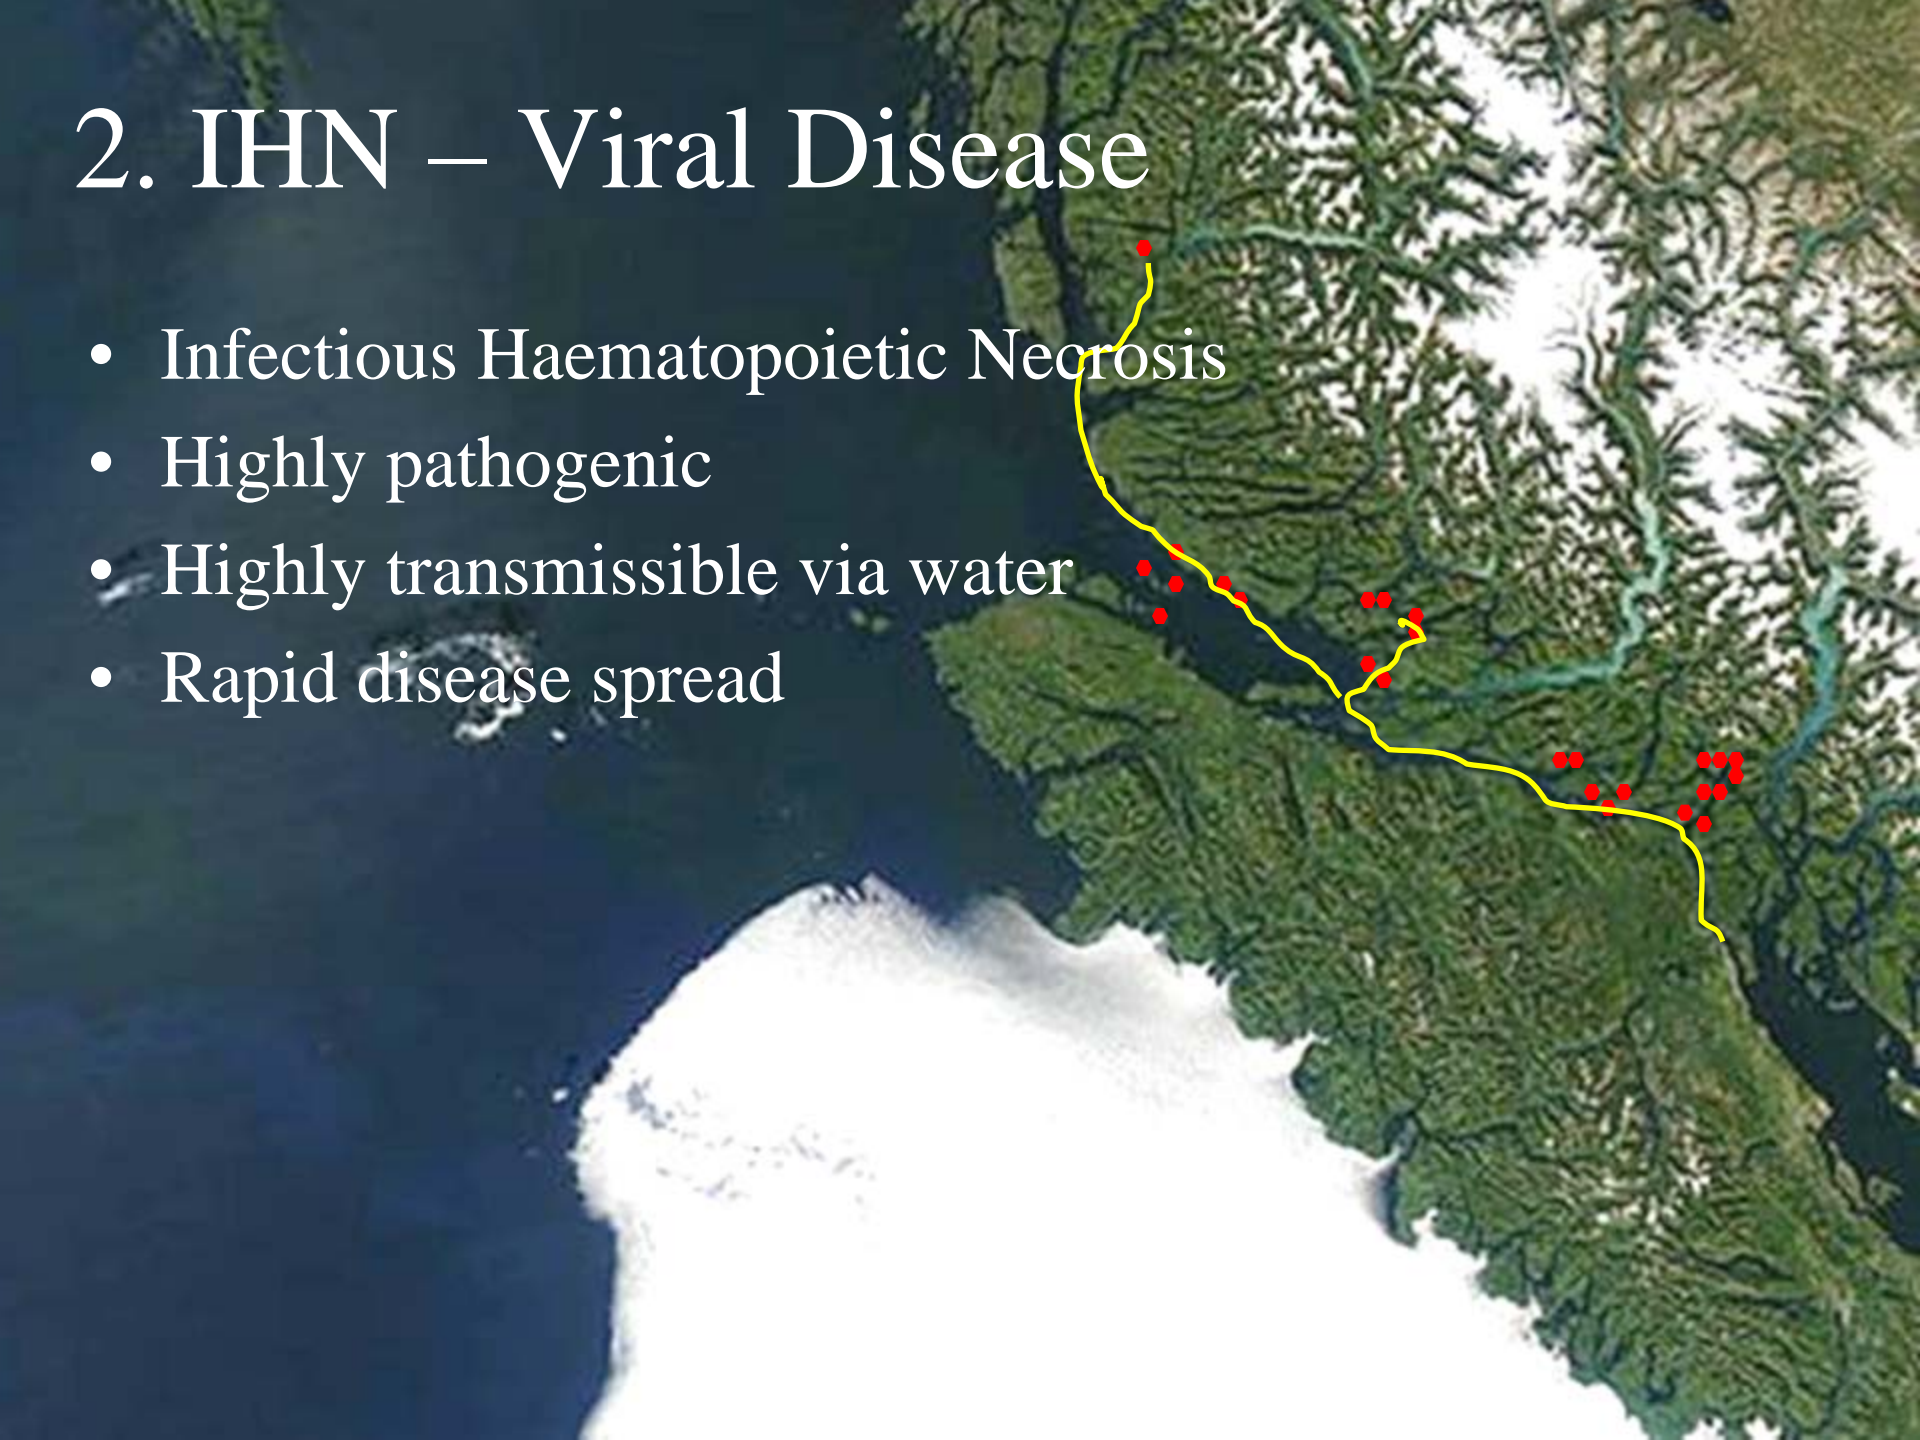 2. IHN – Viral Disease
• Infectious Haematopoietic Necrosis
• Highly pathogenic
• Highly transmissible via water
• Rapid disease spread